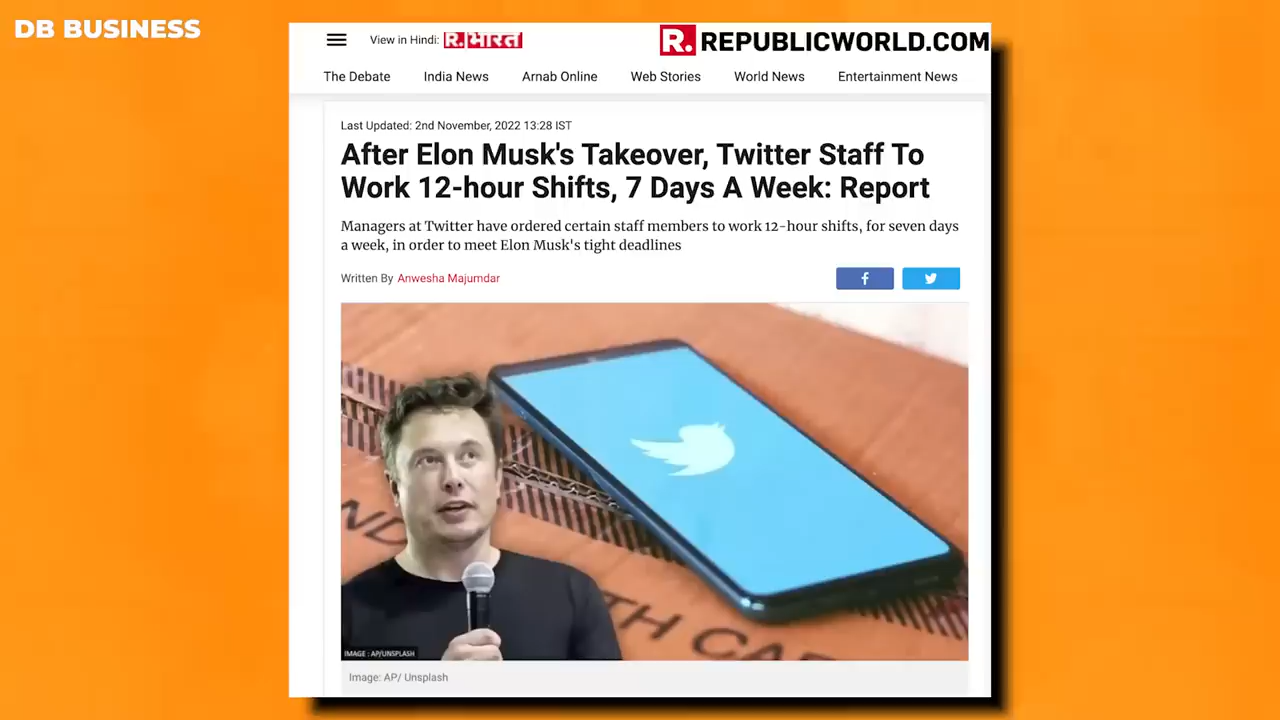 DB BUSINESS
View in Hindi: R.भारत
R. REPUBLICWORLD.COM
The Debate India News Arnab Online Web Stories World News Entertainment News
Last Updated: 2nd November, 2022 13:28 IST
After Elon Musk's Takeover, Twitter Staff To
Work 12-hour Shifts, 7 Days A Week: Report
Managers at Twitter have ordered certain staff members to work 12-hour shifts, for seven days
a week, in order to meet Elon Musk's tight deadlines
Written By Anwesha Majumdar
f
IMAGE : AP/UNSPLASH
Image: AP/ Unsplash